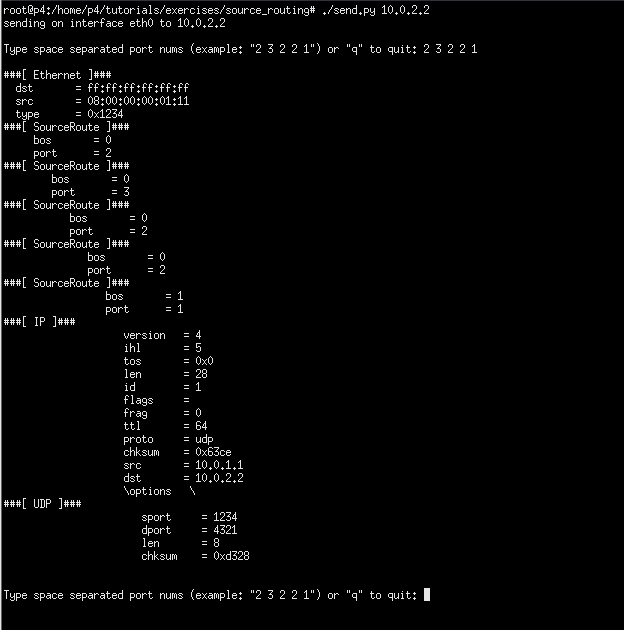 root@p4:/home/p4/tutorials/exercises/source_routing# ./send.py 10.0.2.2
sending on interface eth0 to 10.0.2.2
Type space separated port nums (example: "2 3 2 2 1") or "q" to quit: 2 3 2 2 1
###[ Ethernet ]###
dst = ff:ff:ff:ff:ff:ff
src = 08:00:00:00:01:11
type = 0x1234
###[ SourceRoute ]###
bos = 0
port = 2
###[ SourceRoute ]###
bos = 0
port = 3
###[ SourceRoute ]###
bos = 0
port = 2
###[ SourceRoute ]###
bos = 0
port = 2
###[ SourceRoute ]###
bos = 1
port = 1
###[ IP ]###
version = 4
ihl = 5
tos = 0x0
len = 28
id = 1
flags =
frag = 0
ttl = 64
proto = udp
chksum = 0x63ce
src = 10.0.1.1
dst = 10.0.2.2
\options \
###[ UDP ]###
sport = 1234
dport = 4321
len = 8
chksum = 0xd328
Type space separated port nums (example: "2 3 2 2 1") or "q" to quit: